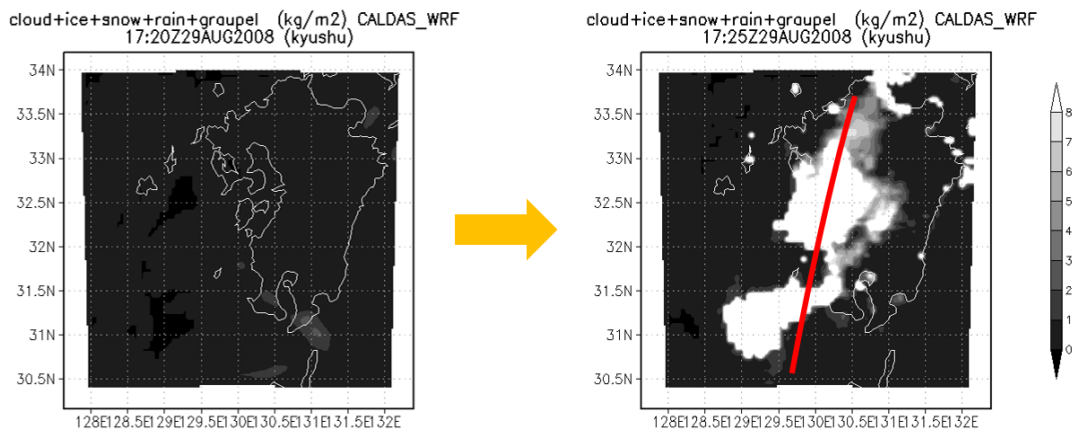 cloud+ice+snow+rain+graupel (kg/m2) CALDAS_WRF
17:20Z29AUG2008 (kyushu)
34N
33.5N
33N
32.5N
32N
31.5N
31N
30.5N
128E128.5E129E129.5E130E130.5E131E131.5E132E
cloud+ice+snow+rain+graupel (kg/m2) CALDAS_WRF
17:25Z29AUG2008 (kyushu)
34N
33.5N
33N
32.5N
32N
31.5N
31N
30.5N
128E128.5E129E129.5E130E130.5E131E131.5E132E
8
7
6
5
4
3
2
1
0